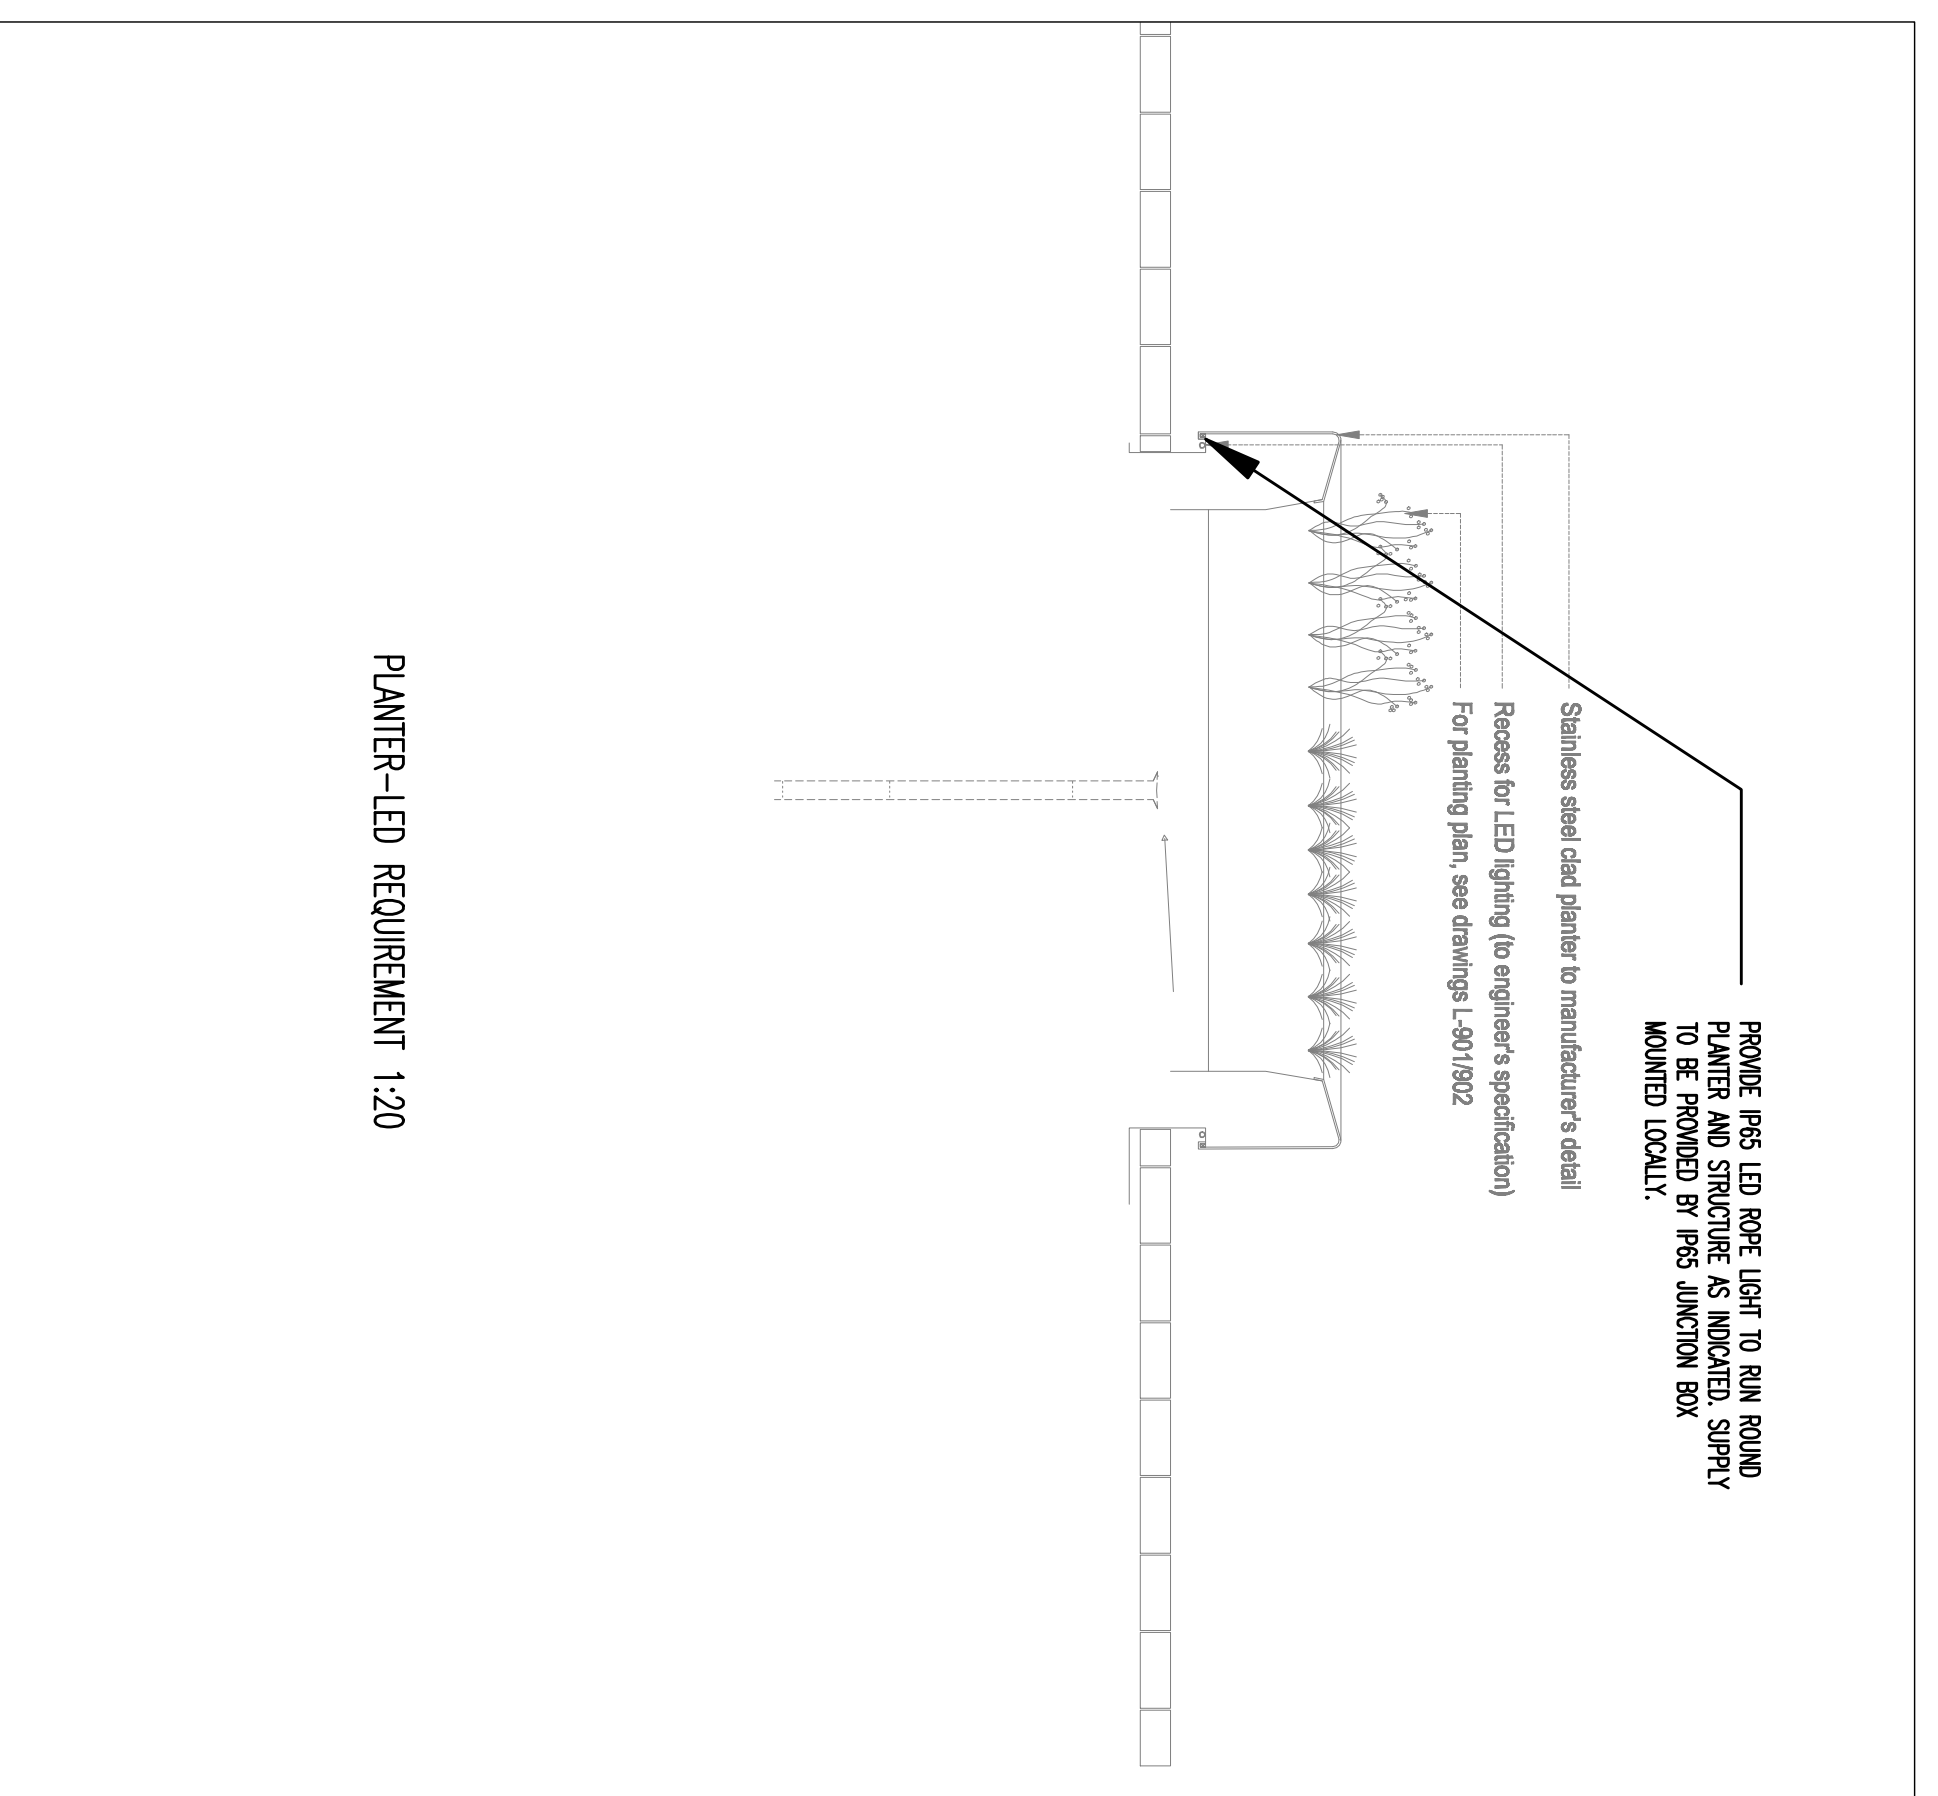 PROVIDE IP65 LED ROPE LIGHT TO RUN ROUND
PLANTER AND STRUCTURE AS INDICATED. SUPPLY
TO BE PROVIDED BY IP65 JUNCTION BOX
MOUNTED LOCALLY.
Stainless steel clad planter to manufacturer's detail
Recess for LED lighting (to engineer's specification)
For planting plan, see drawings L-901/902
PLANTER-LED REQUIREMENT 1:20